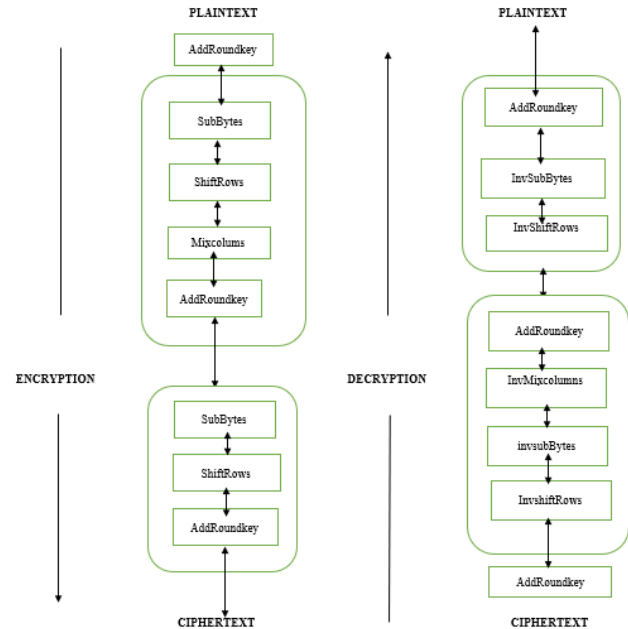 PLAINTEXT
AddRoundkey
SubBytes
ShiftRows
Mixcolums
AddRoundkey
ENCRYPTION
SubBytes
ShiftRows
AddRoundkey
CIPHERTEXT
PLAINTEXT
AddRoundkey
InvSubBytes
InvShiftRows
AddRoundkey
DECRYPTION
InvMixcolumns
invsubBytes
InvshiftRows
AddRoundkey
CIPHERTEXT